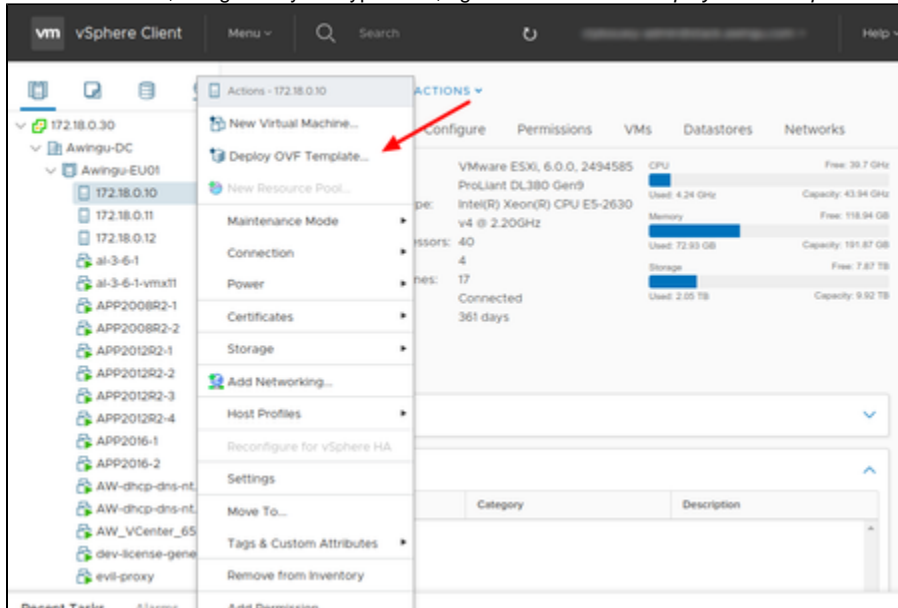 vm vSphere Client Menu Search Help
Actions - 172.18.0.10
ACTIONS
New Virtual Machine...
Deploy OVF Template...
New Resource Pool...
Maintenance Mode
Connection
Power
Certificates
Storage
Add Networking...
Host Profiles
Reconfigure for vSphere HA
Settings
Move To...
Tags & Custom Attributes
Remove from Inventory
Add Permission
172.18.0.30
Awingu-DC
Awingu-EU01
172.18.0.10
172.18.0.11
172.18.0.12
al-3-6-1
al-3-6-1-vmx11
APP2008R2-1
APP2008R2-2
APP2012R2-1
APP2012R2-2
APP2012R2-3
APP2012R2-4
APP2016-1
APP2016-2
AW-dhcp-dns-nt.
AW-dhcp-dns-nt.
AW_VCenter_65
dev-license-gene
evil-proxy
Configure Permissions VMs Datastores Networks
VMware ESXi, 6.0.0, 2494585
ProLiant DL380 Gen9
pe: Intel(R) Xeon(R) CPU E5-2630
v4 @ 2.20GHz
essors: 40
4
nes: 17
Connected
361 days
CPU Free: 39.7 GHz
Used: 4.24 GHz Capacity: 43.94 GHz
Memory Free: 118.94 GB
Used: 72.93 GB Capacity: 191.87 GB
Storage Free: 7.87 TB
Used: 2.05 TB Capacity: 9.92 TB
Category Description
Recent Tasks Alarms